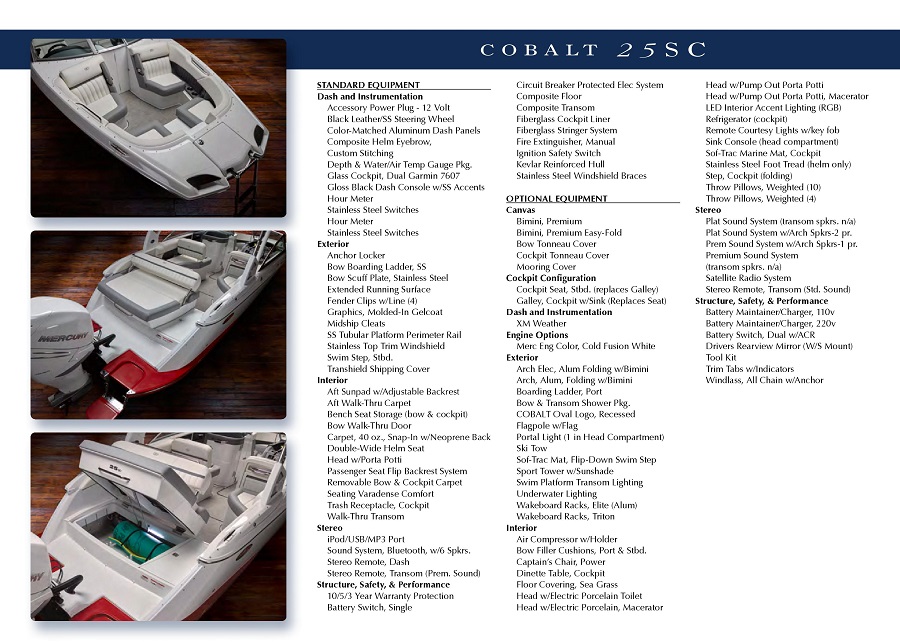 COBALT 25SC
STANDARD EQUIPMENT
Dash and Instrumentation
Accessory Power Plug - 12 Volt
Black Leather/SS Steering Wheel
Color-Matched Aluminum Dash Panels
Composite Helm Eyebrow,
Custom Stitching
Depth & Water/Air Temp Gauge Pkg.
Glass Cockpit, Dual Garmin 7607
Gloss Black Dash Console w/SS Accents
Hour Meter
Stainless Steel Switches
Hour Meter
Stainless Steel Switches
Exterior
Anchor Locker
Bow Boarding Ladder, SS
Bow Scuff Plate, Stainless Steel
Extended Running Surface
Fender Clips w/Line (4)
Graphics, Molded-In Gelcoat
Midship Cleats
SS Tubular Platform Perimeter Rail
Stainless Top Trim Windshield
Swim Step, Stbd.
Transhield Shipping Cover
Interior
Aft Sunpad w/Adjustable Backrest
Aft Walk-Thru Carpet
Bench Seat Storage (bow & cockpit)
Bow Walk-Thru Door
Carpet, 40 oz., Snap-In w/Neoprene Back
Double-Wide Helm Seat
Head w/Porta Potti
Passenger Seat Flip Backrest System
Removable Bow & Cockpit Carpet
Seating Varadense Comfort
Trash Receptacle, Cockpit
Walk-Thru Transom
Stereo
iPod/USB/MP3 Port
Sound System, Bluetooth, w/6 Spkrs.
Stereo Remote, Dash
Stereo Remote, Transom (Prem. Sound)
Structure, Safety, & Performance
10/5/3 Year Warranty Protection
Battery Switch, Single
Circuit Breaker Protected Elec System
Composite Floor
Composite Transom
Fiberglass Cockpit Liner
Fiberglass Stringer System
Fire Extinguisher, Manual
Ignition Safety Switch
Kevlar Reinforced Hull
Stainless Steel Windshield Braces
OPTIONAL EQUIPMENT
Canvas
Bimini, Premium
Bimini, Premium Easy-Fold
Bow Tonneau Cover
Cockpit Tonneau Cover
Mooring Cover
Cockpit Configuration
Cockpit Seat, Stbd. (replaces Galley)
Galley, Cockpit w/Sink (Replaces Seat)
Dash and Instrumentation
XM Weather
Engine Options
Merc Eng Color, Cold Fusion White
Exterior
Arch Elec, Alum Folding w/Bimini
Arch, Alum, Folding w/Bimini
Boarding Ladder, Port
Bow & Transom Shower Pkg.
COBALT Oval Logo, Recessed
Flagpole w/Flag
Portal Light (1 in Head Compartment)
Ski Tow
Sof-Trac Mat, Flip-Down Swim Step
Sport Tower w/Sunshade
Swim Platform Transom Lighting
Underwater Lighting
Wakeboard Racks, Elite (Alum)
Wakeboard Racks, Triton
Interior
Air Compressor w/Holder
Bow Filler Cushions, Port & Stbd.
Captain's Chair, Power
Dinette Table, Cockpit
Floor Covering, Sea Grass
Head w/Electric Porcelain Toilet
Head w/Electric Porcelain, Macerator
Head w/Pump Out Porta Potti
Head w/Pump Out Porta Potti, Macerator
LED Interior Accent Lighting (RGB)
Refrigerator (cockpit)
Remote Courtesy Lights w/key fob
Sink Console (head compartment)
Sof-Trac Marine Mat, Cockpit
Stainless Steel Foot Tread (helm only)
Step, Cockpit (folding)
Throw Pillows, Weighted (10)
Throw Pillows, Weighted (4)
Stereo
Plat Sound System (transom spkrs. n/a)
Plat Sound System w/Arch Spkrs-2 pr.
Prem Sound System w/Arch Spkrs-1 pr.
Premium Sound System
(transom spkrs. n/a)
Satellite Radio System
Stereo Remote, Transom (Std. Sound)
Structure, Safety, & Performance
Battery Maintainer/Charger, 110v
Battery Maintainer/Charger, 220v
Battery Switch, Dual w/ACR
Drivers Rearview Mirror (W/S Mount)
Tool Kit
Trim Tabs w/Indicators
Windlass, All Chain w/Anchor
MERCURY